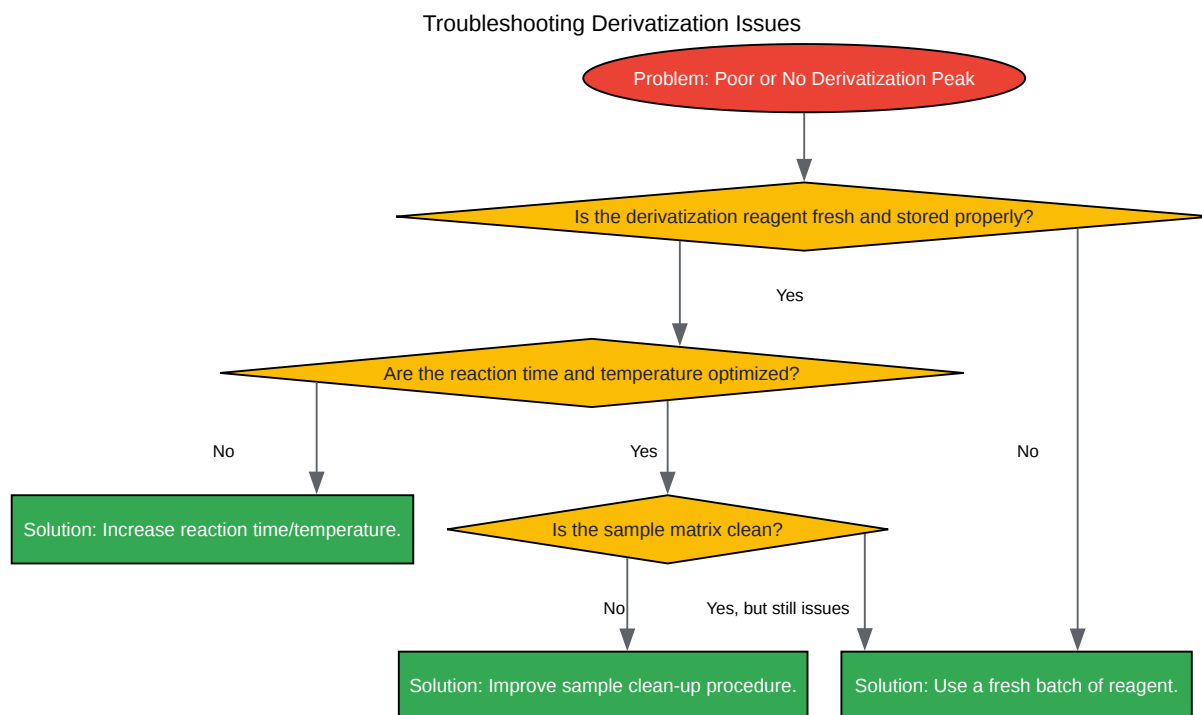 Troubleshooting Derivatization Issues
Problem: Poor or No Derivatization Peak
Is the derivatization reagent fresh and stored properly?
Yes
Are the reaction time and temperature optimized?
No
Yes
No
Solution: Increase reaction time/temperature.
Is the sample matrix clean?
No
Yes, but still issues
Solution: Improve sample clean-up procedure.
Solution: Use a fresh batch of reagent.